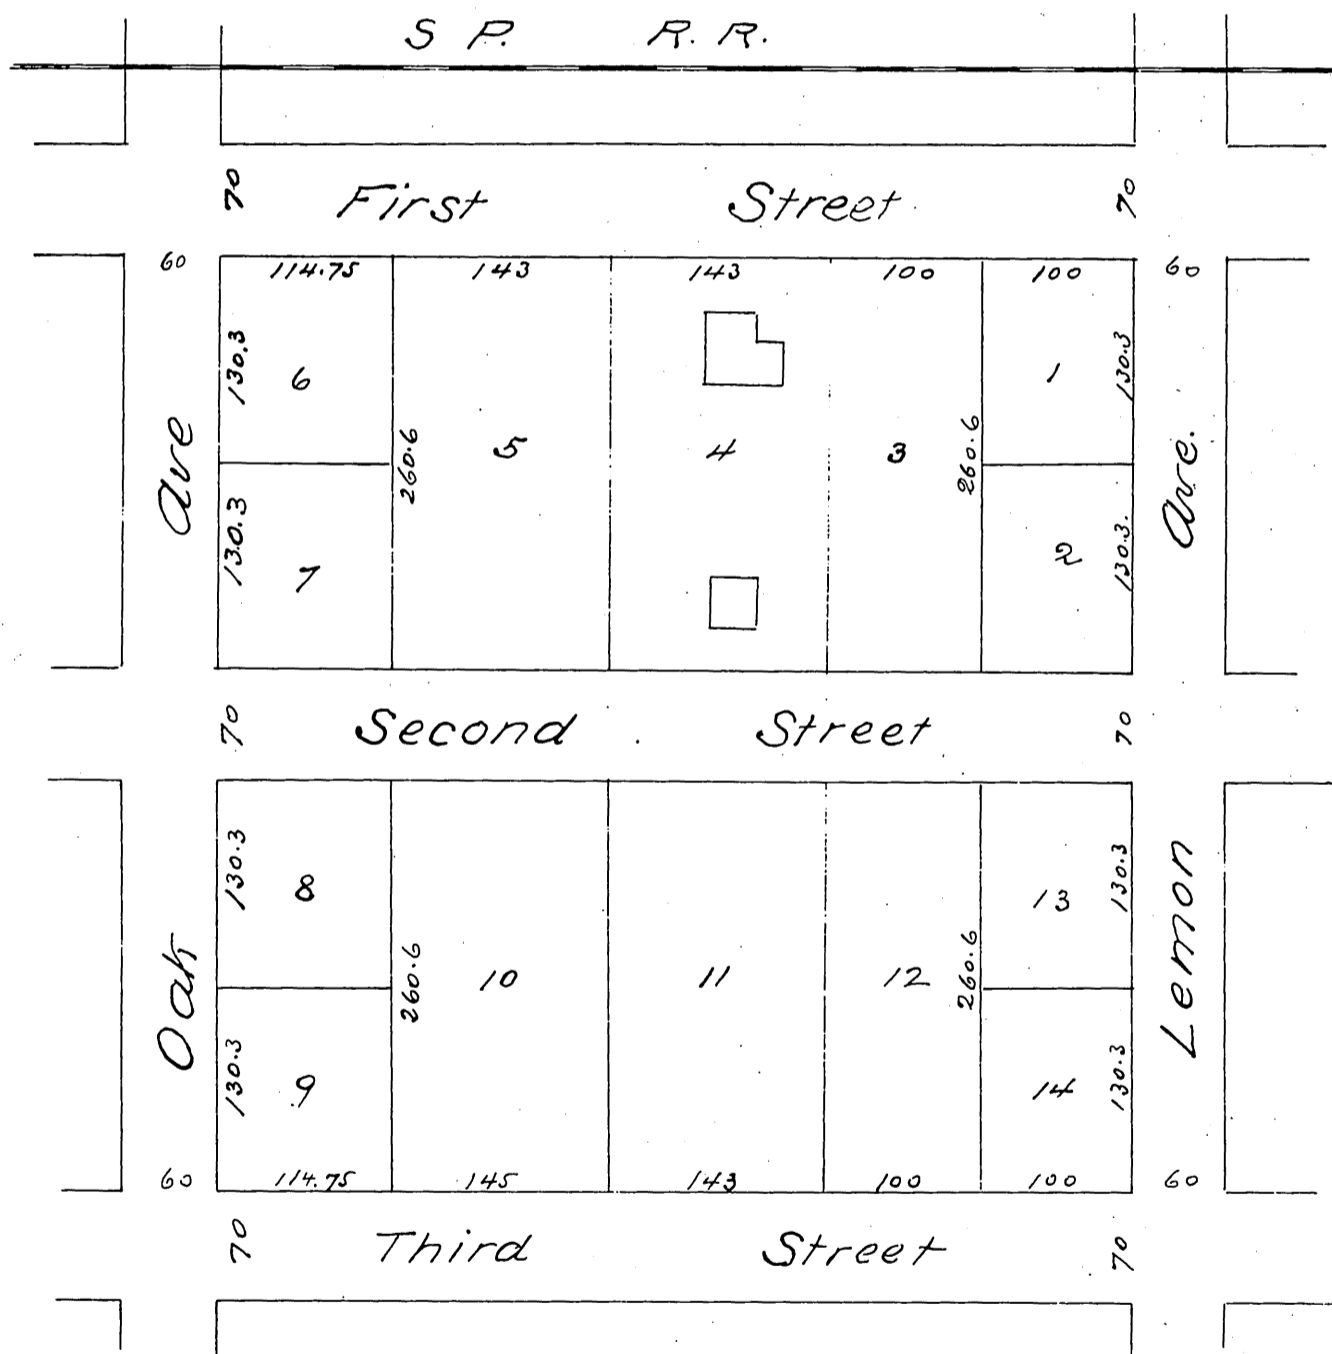 S P. R. R.
70 First Street 70
60 114.75 143 143 100 100 60
130.3 6 1 130.3
Ave 260.6 5 4 3 260.6 Ave.
130.3 7 2 130.3.
70 Second Street 70
130.3 8 13 130.3
Oak 260.6 10 11 12 260.6 Lemon
130.3 9 14 130.3
60 114.75 145 143 100 100 60
70 Third Street 70